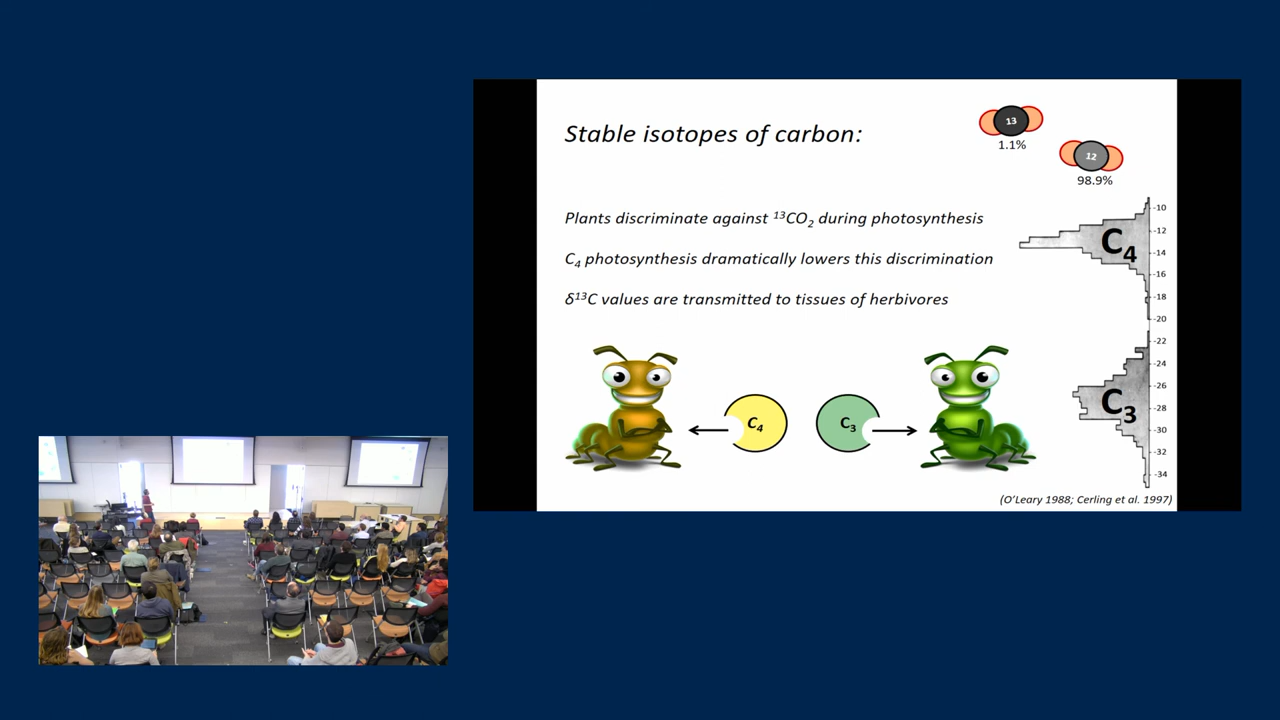 Stable isotopes of carbon:
13
1.1%
12
98.9%
Plants discriminate against ¹³CO₂ during photosynthesis
C₄ photosynthesis dramatically lowers this discrimination
δ¹³C values are transmitted to tissues of herbivores
-10
-12
C₄
-14
-16
-18
-20
-22
-24
-26
-28
C₃
-30
-32
-34
C₄
C₃
(O'Leary 1988; Cerling et al. 1997)